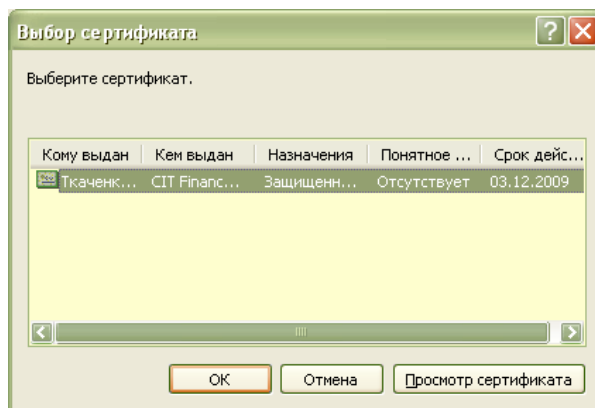 Выбор сертификата
Выберите сертификат.
Кому выдан Кем выдан Назначения Понятное ... Срок дейс...
Ткаченк... CIT Financ... Защищенн... Отсутствует 03.12.2009
ОК Отмена Просмотр сертификата